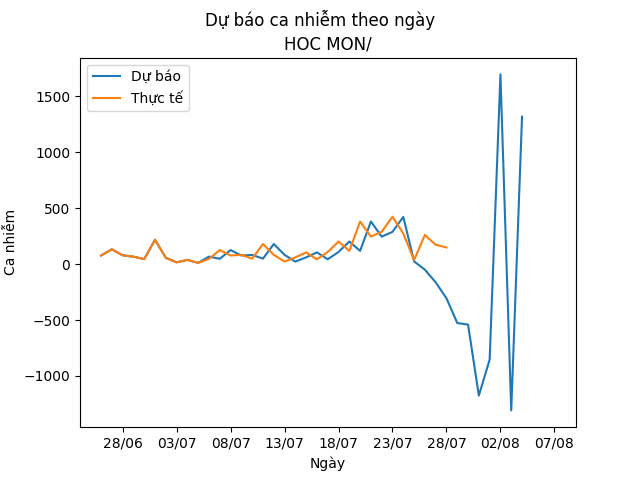 Dự báo ca nhiễm theo ngày
HOC MON/
Dự báo
Thực tế
Ca nhiễm
1500
1000
500
0
−500
−1000
28/06 03/07 08/07 13/07 18/07 23/07 28/07 02/08 07/08
Ngày